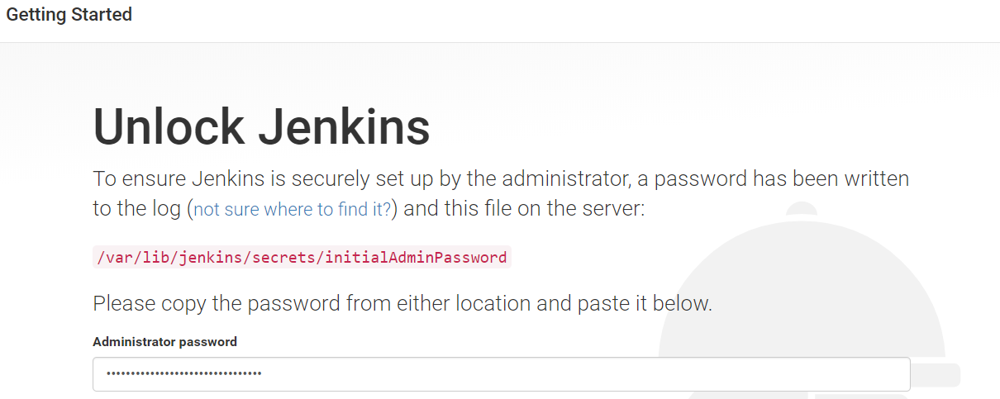 Getting Started
Unlock Jenkins
To ensure Jenkins is securely set up by the administrator, a password has been written
to the log (not sure where to find it?) and this file on the server:
/var/lib/jenkins/secrets/initialAdminPassword
Please copy the password from either location and paste it below.
Administrator password